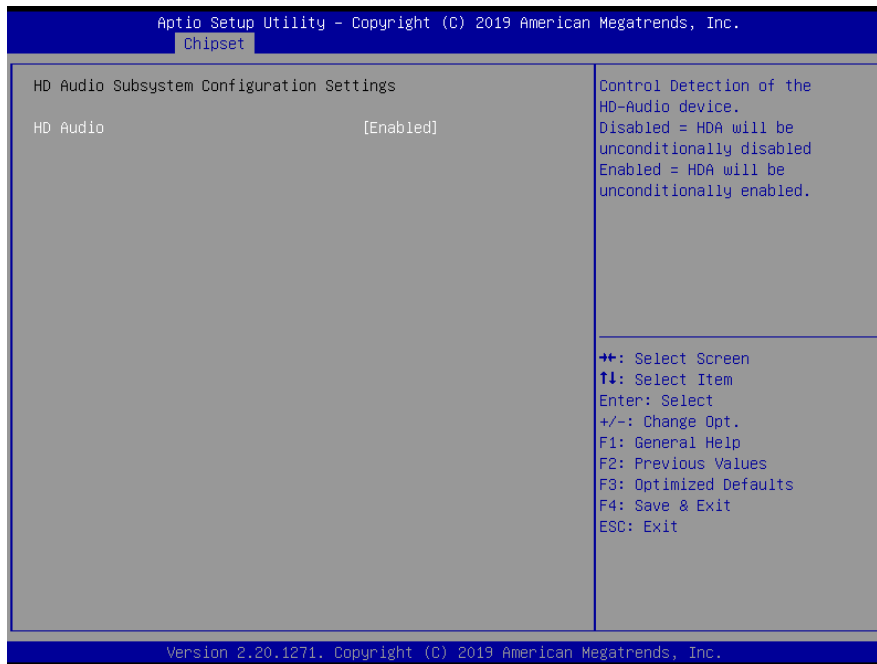 Aptio Setup Utility – Copyright (C) 2019 American Megatrends, Inc.
Chipset
HD Audio Subsystem Configuration Settings
HD Audio [Enabled]
Control Detection of the
HD-Audio device.
Disabled = HDA will be
unconditionally disabled
Enabled = HDA will be
unconditionally enabled.
→←: Select Screen
↑↓: Select Item
Enter: Select
+/-: Change Opt.
F1: General Help
F2: Previous Values
F3: Optimized Defaults
F4: Save & Exit
ESC: Exit
Version 2.20.1271. Copyright (C) 2019 American Megatrends, Inc.